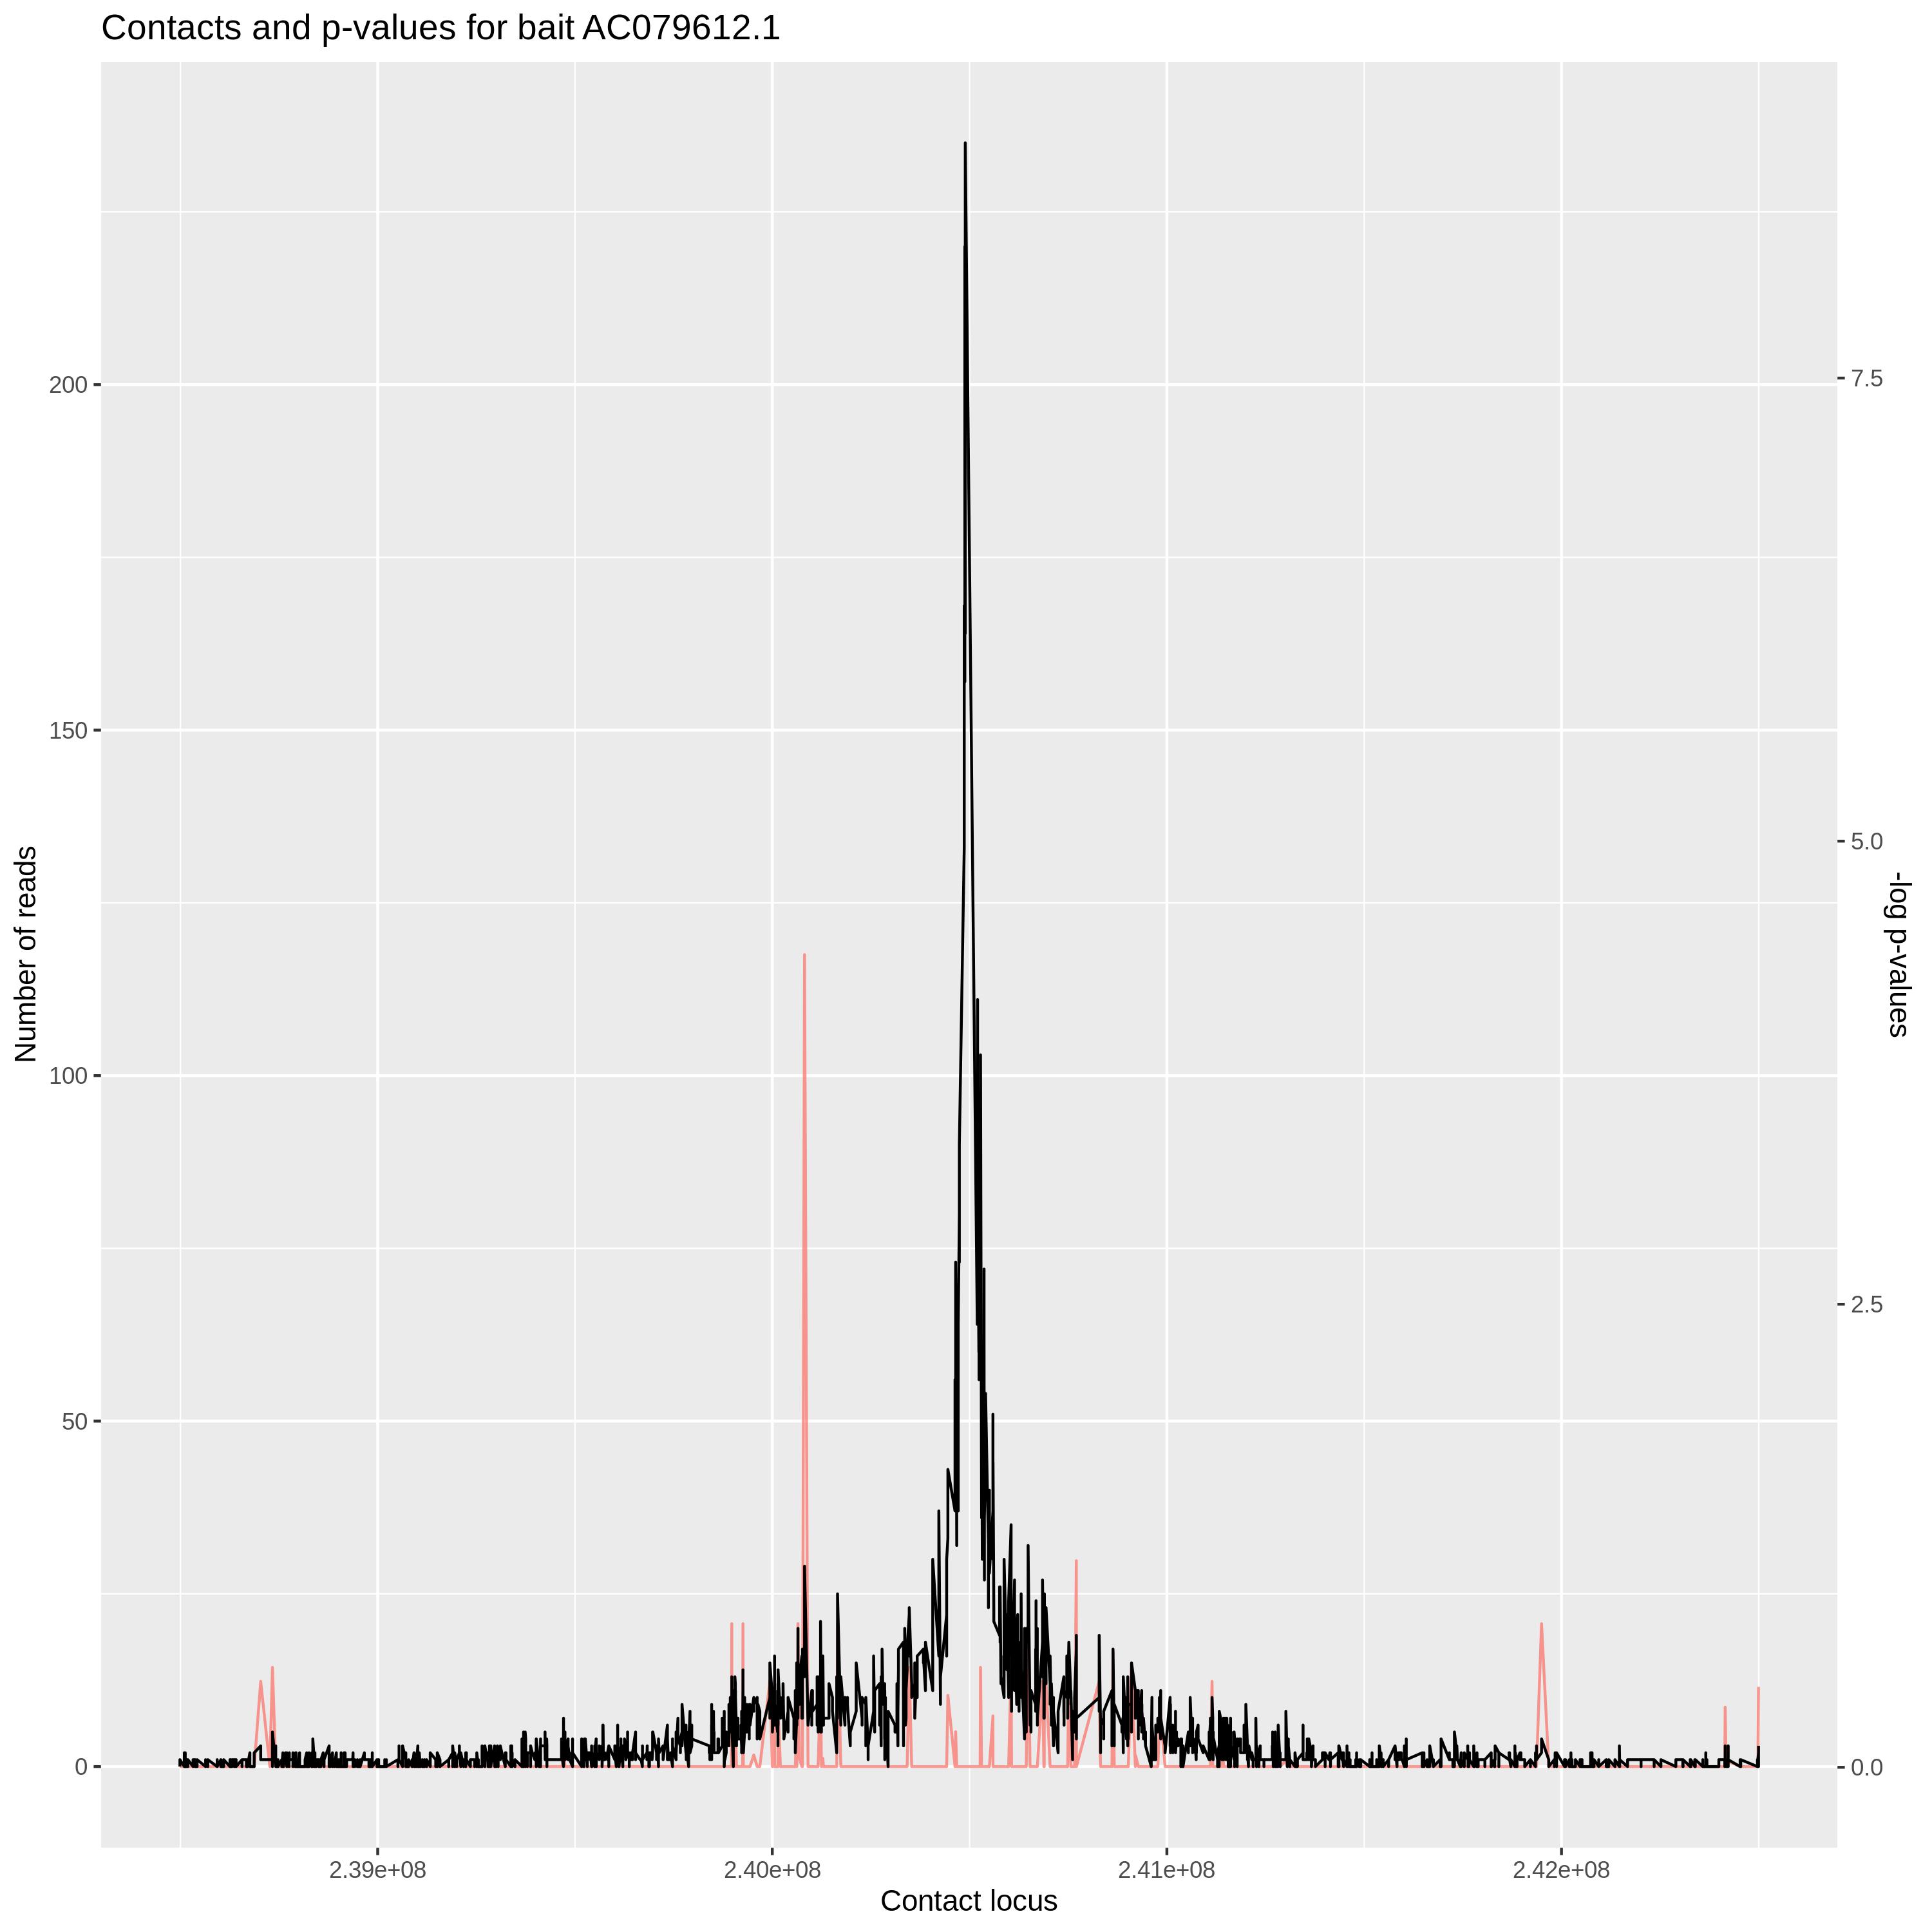 Contacts and p-values for bait AC079612.1
Number of reads
200
150
100
50
0
7.5
5.0
2.5
0.0
-log p-values
2.39e+08
2.40e+08
2.41e+08
2.42e+08
Contact locus